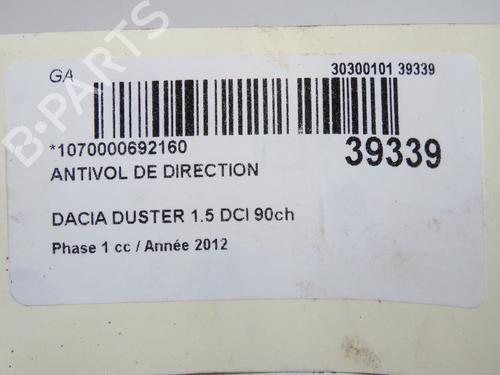 GA
30300101 39339
*1070000692160
39339
ANTIVOL DE DIRECTION
DACIA DUSTER 1.5 DCI 90ch
Phase 1 cc / Année 2012
B-PARTS